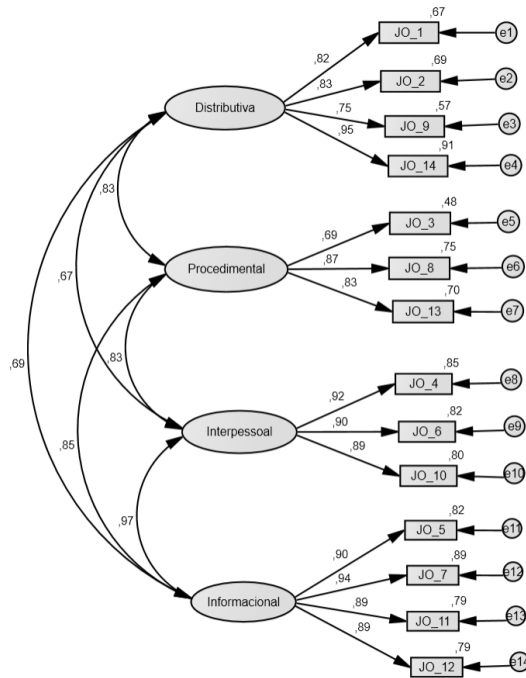 ,67
JO_1
e1
,82
,69
JO_2
e2
,83
Distributiva
,75
,57
JO_9
e3
,95
,91
JO_14
e4
,83
,48
JO_3
e5
,69
,75
Procedimental
,87
JO_8
e6
,67
,83
,70
JO_13
e7
,69
,83
,85
JO_4
e8
,92
,82
Interpessoal
,90
JO_6
e9
,85
,89
,80
JO_10
e10
,97
,82
JO_5
e11
,90
,89
,94
JO_7
e12
Informacional
,89
,79
JO_11
e13
,89
,79
JO_12
e14